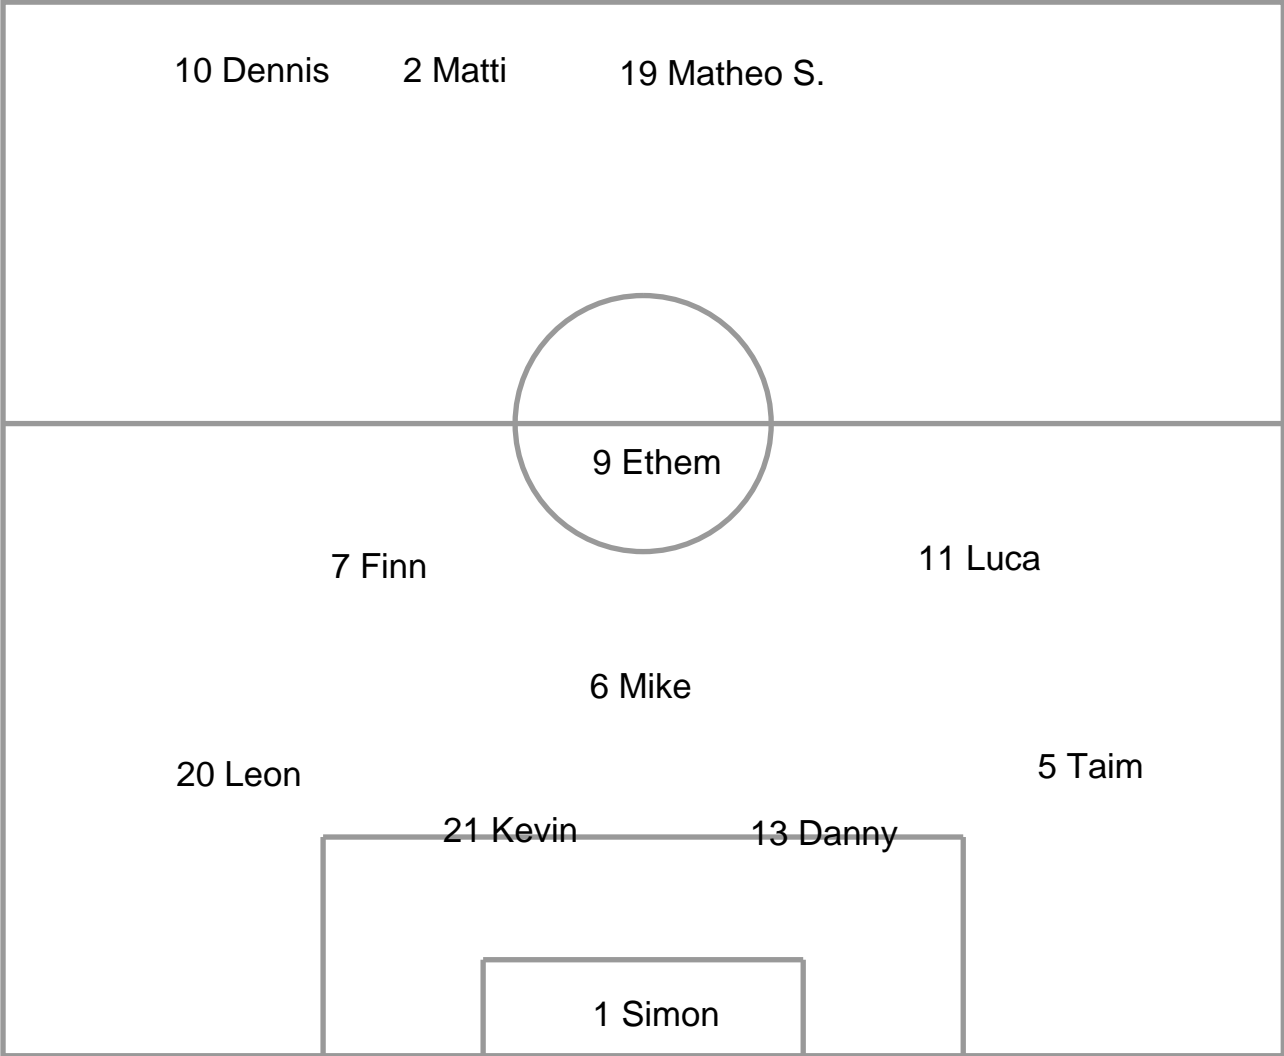 10 Dennis 2 Matti 19 Matheo S.
9 Ethem
7 Finn 11 Luca
6 Mike
20 Leon 5 Taim
21 Kevin 13 Danny
1 Simon